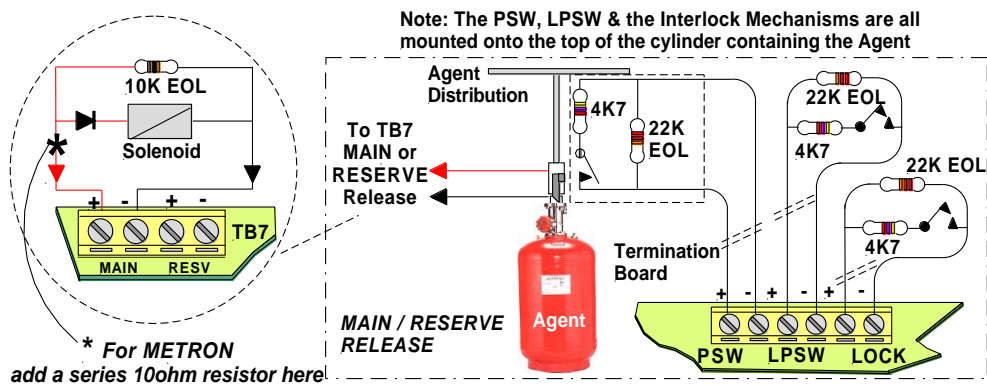 Note: The PSW, LPSW & the Interlock Mechanisms are all
mounted onto the top of the cylinder containing the Agent
10K EOL
Solenoid
*
+ - + -
TB7
MAIN RESV
* For METRON
add a series 10ohm resistor here
Agent
Distribution
To TB7
MAIN or
RESERVE
Release
4K7
22K
EOL
22K EOL
4K7
22K EOL
4K7
Termination
Board
Agent
MAIN / RESERVE
RELEASE
+ - + - + -
PSW LPSW LOCK